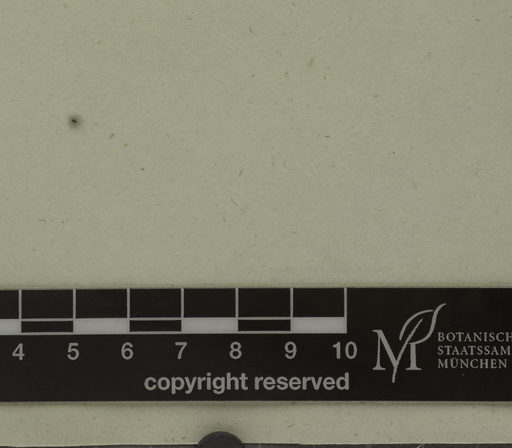 4 5 6 7 8 9 10
copyright reserved
M
BOTANISCH
STAATSSAM
MÜNCHEN